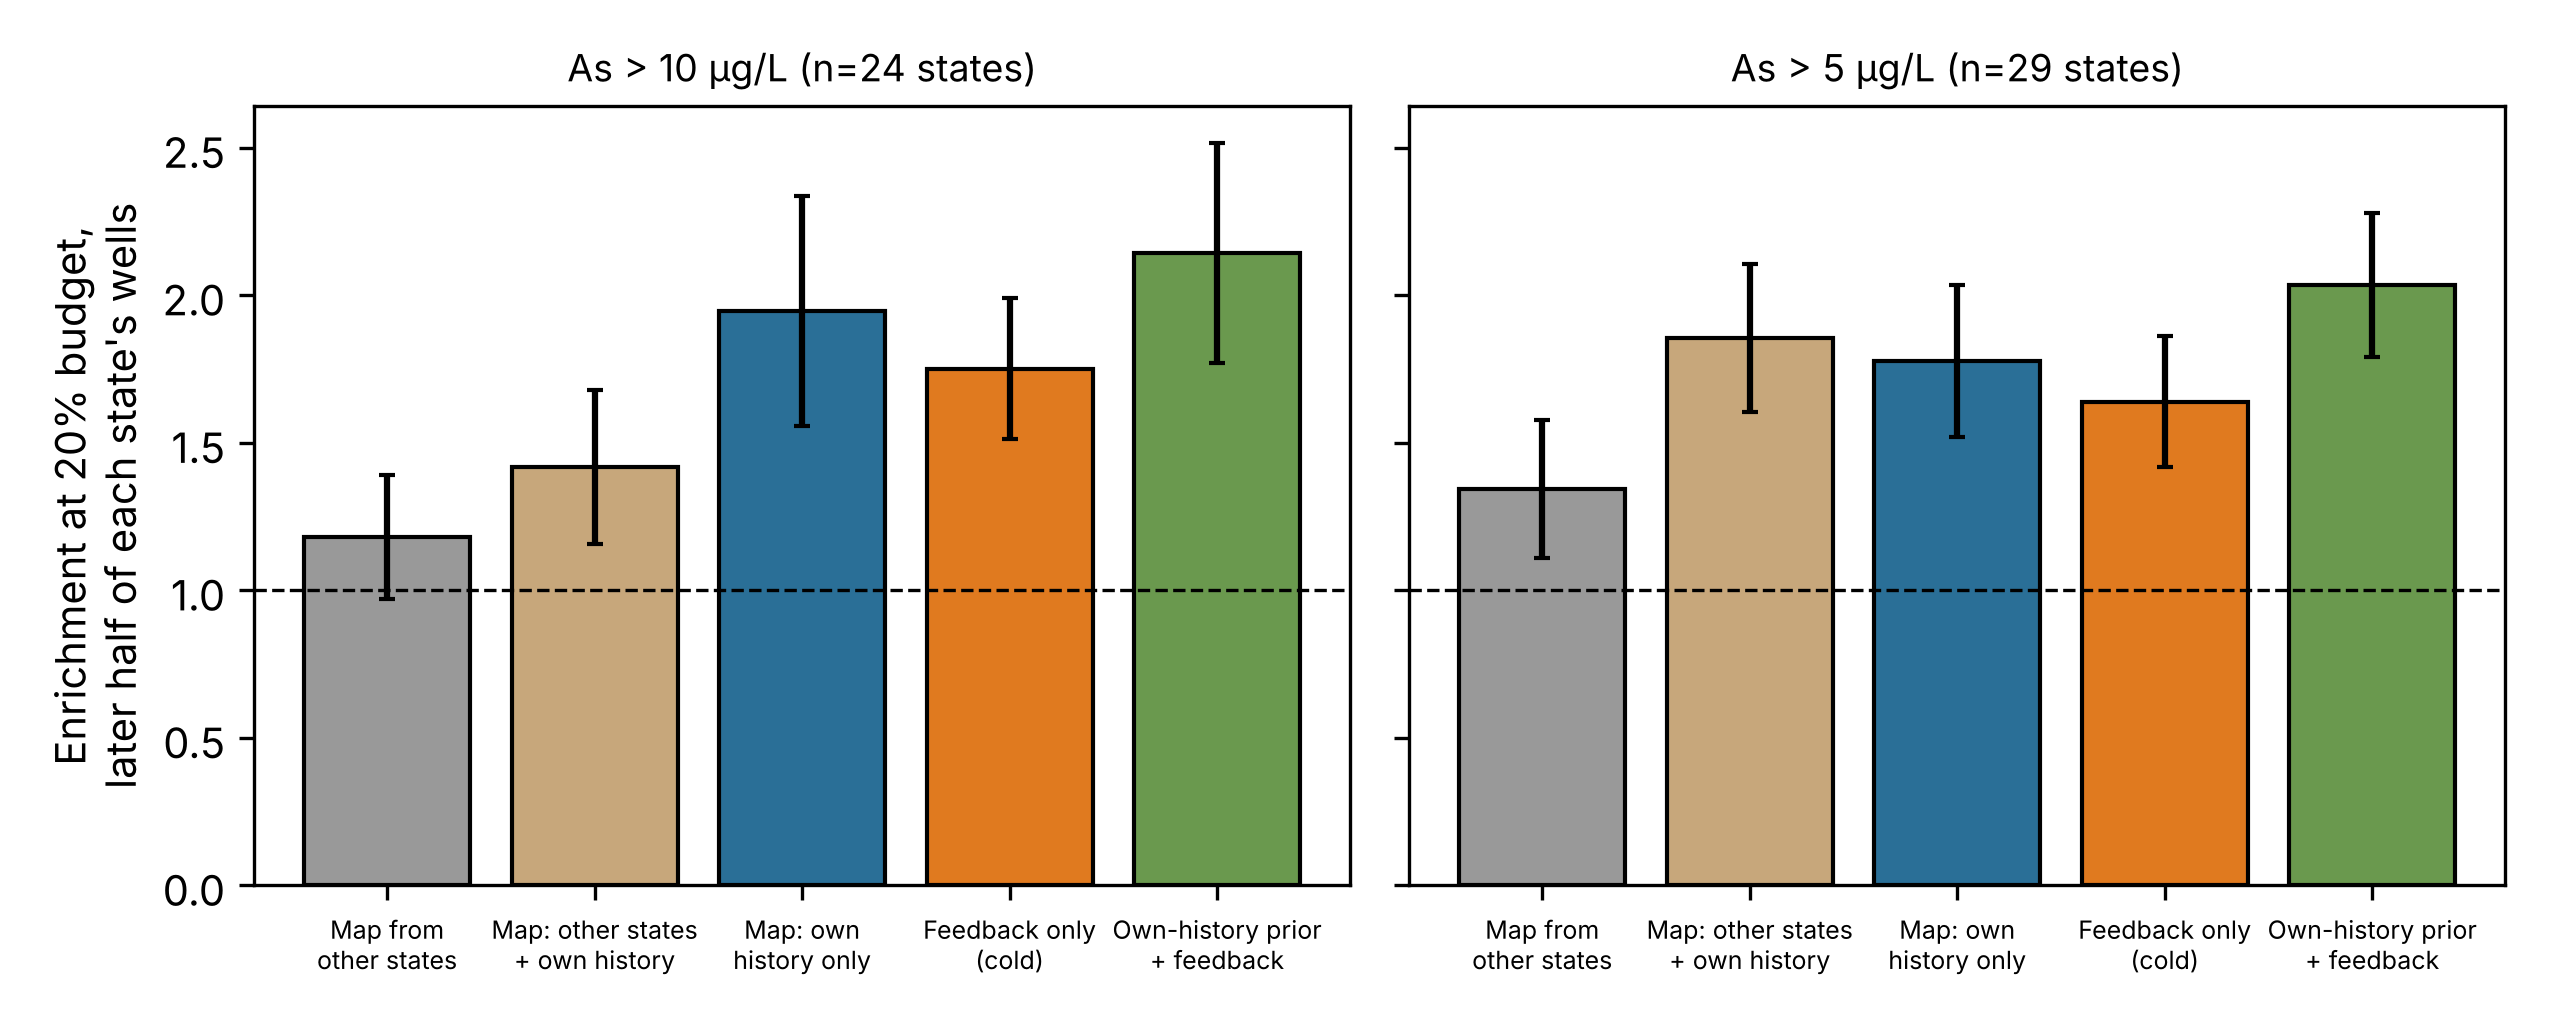 As > 10 µg/L (n=24 states)
As > 5 µg/L (n=29 states)
Enrichment at 20% budget,
later half of each state's wells
2.5
2.0
1.5
1.0
0.5
0.0
Map from
other states
Map: other states
+ own history
Map: own
history only
Feedback only
(cold)
Own-history prior
+ feedback
Map from
other states
Map: other states
+ own history
Map: own
history only
Feedback only
(cold)
Own-history prior
+ feedback